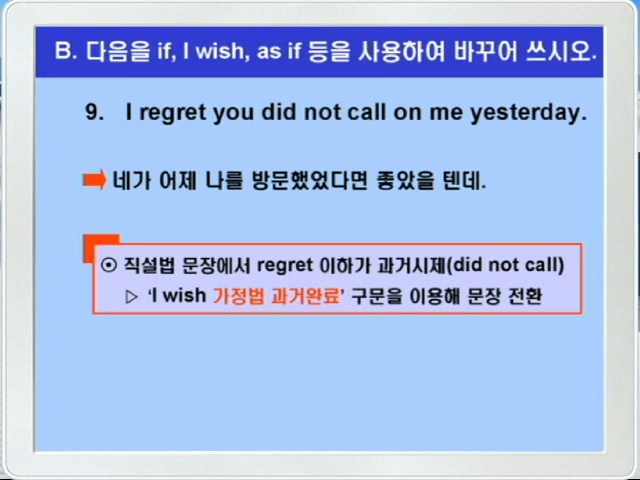 B. 다음을 if, I wish, as if 등을 사용하여 바꾸어 쓰시오.
9. I regret you did not call on me yesterday.
네가 어제 나를 방문했었다면 좋았을 텐데.
⊙ 직설법 문장에서 regret 이하가 과거시제(did not call)
▷ ‘I wish 가정법 과거완료’ 구문을 이용해 문장 전환